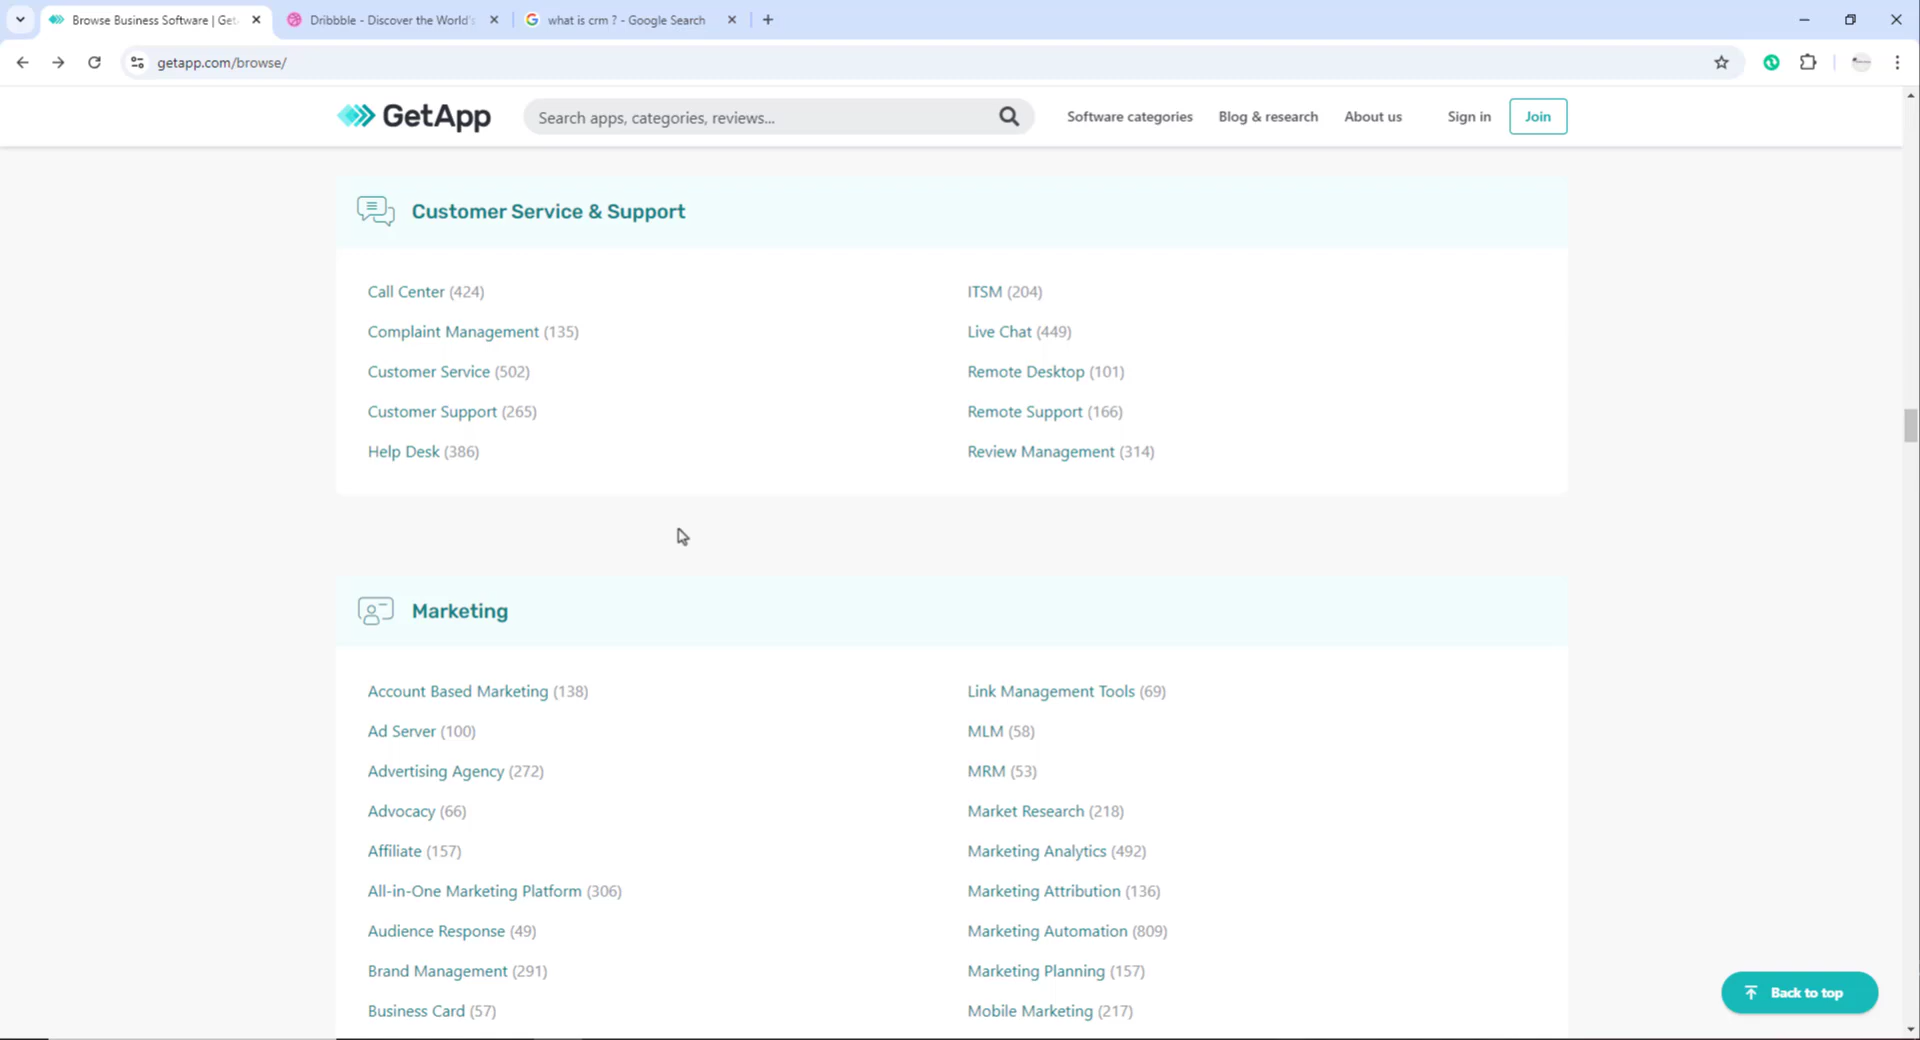 Browse Business Software | Get
Dribbble - Discover the World's
what is crm ? - Google Search
getapp.com/browse/
GetApp
Search apps, categories, reviews...
Software categories
Blog & research
About us
Sign in
Join
Customer Service & Support
Call Center (424)
Complaint Management (135)
Customer Service (502)
Customer Support (265)
Help Desk (386)
ITSM (204)
Live Chat (449)
Remote Desktop (101)
Remote Support (166)
Review Management (314)
Marketing
Account Based Marketing (138)
Ad Server (100)
Advertising Agency (272)
Advocacy (66)
Affiliate (157)
All-in-One Marketing Platform (306)
Audience Response (49)
Brand Management (291)
Business Card (57)
Link Management Tools (69)
MLM (58)
MRM (53)
Market Research (218)
Marketing Analytics (492)
Marketing Attribution (136)
Marketing Automation (809)
Marketing Planning (157)
Mobile Marketing (217)
Back to top